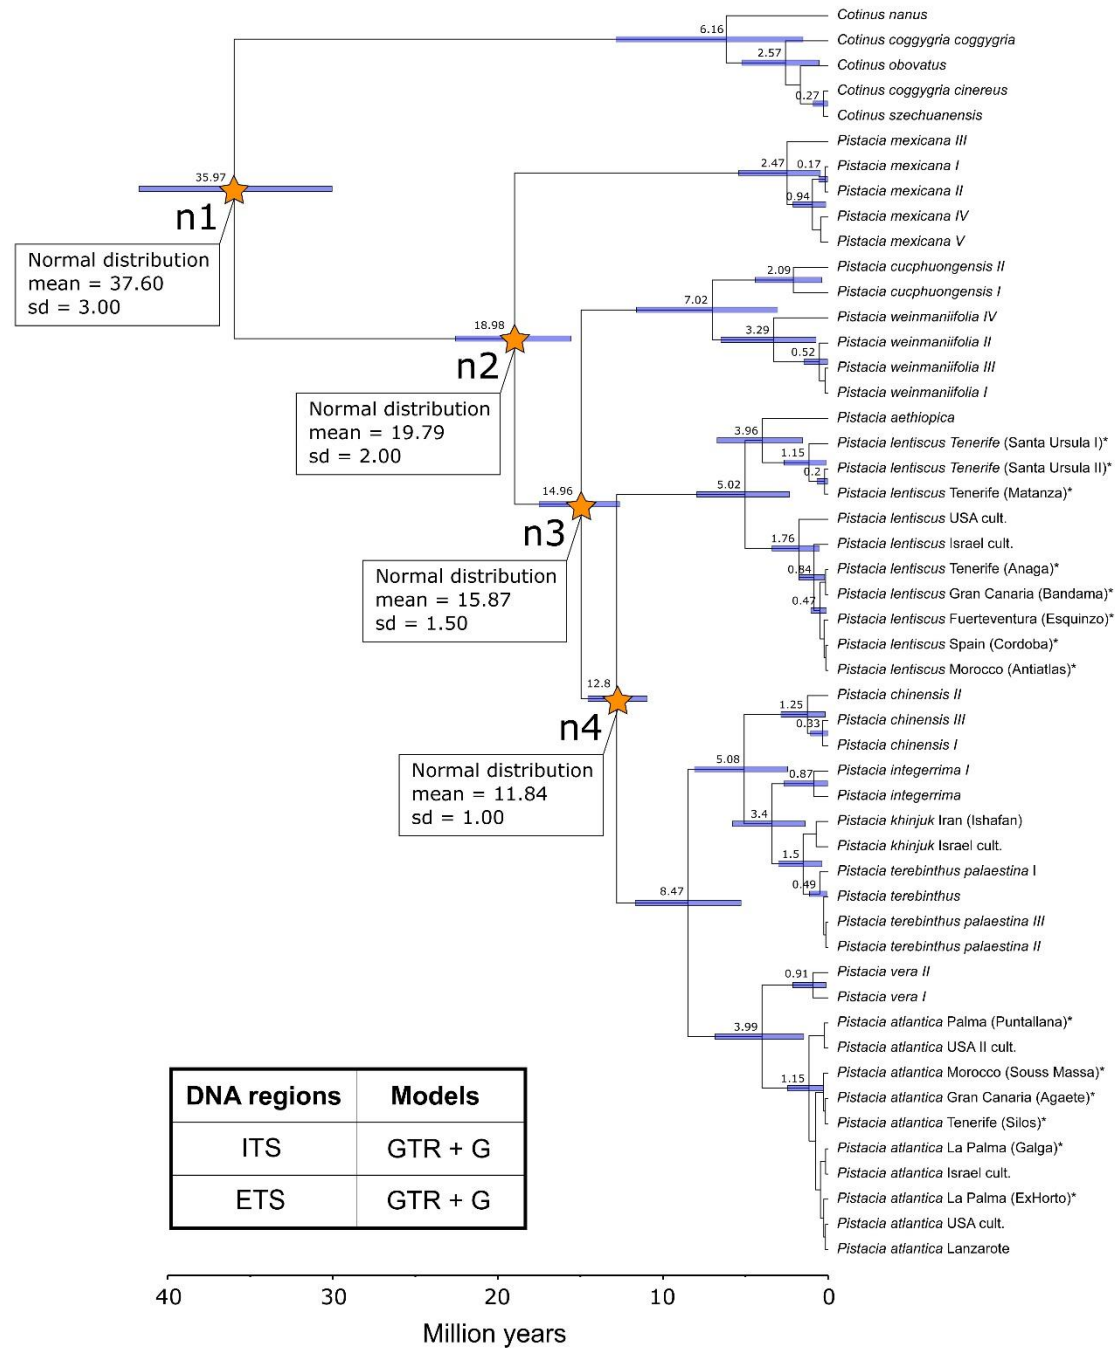 Cotinus nanus
6.16
Cotinus coggygria coggygria
2.57
Cotinus obovatus
0.27
Cotinus coggygria cinereus
Cotinus szechuanensis
Pistacia mexicana III
2.47
0.17
Pistacia mexicana I
35.97
Pistacia mexicana II
0.94
n1
Pistacia mexicana IV
Pistacia mexicana V
Normal distribution
mean = 37.60
sd = 3.00
Pistacia cucphuongensis II
2.09
Pistacia cucphuongensis I
7.02
Pistacia weinmaniifolia IV
18.98
3.29
Pistacia weinmaniifolia II
0.52
n2
Pistacia weinmaniifolia III
Pistacia weinmaniifolia I
Normal distribution
mean = 19.79
sd = 2.00
Pistacia aethiopica
3.96
Pistacia lentiscus Tenerife (Santa Ursula I)*
1.15
Pistacia lentiscus Tenerife (Santa Ursula II)*
0.2
5.02
Pistacia lentiscus Tenerife (Matanza)*
14.96
n3
Pistacia lentiscus USA cult.
1.76
Pistacia lentiscus Israel cult.
0.84
Pistacia lentiscus Tenerife (Anaga)*
Pistacia lentiscus Gran Canaria (Bandama)*
0.47
Pistacia lentiscus Fuerteventura (Esquinzo)*
Pistacia lentiscus Spain (Cordoba)*
Pistacia lentiscus Morocco (Antiatlas)*
Normal distribution
mean = 15.87
sd = 1.50
12.8
n4
Pistacia chinensis II
1.25
Pistacia chinensis III
0.33
Pistacia chinensis I
Normal distribution
mean = 11.84
sd = 1.00
5.08
Pistacia integerrima I
0.87
Pistacia integerrima
3.4
Pistacia khinjuk Iran (Ishafan)
Pistacia khinjuk Israel cult.
1.5
Pistacia terebinthus palaestina I
0.49
Pistacia terebinthus
8.47
Pistacia terebinthus palaestina III
Pistacia terebinthus palaestina II
Pistacia vera II
0.91
Pistacia vera I
Pistacia atlantica Palma (Puntallana)*
3.99
Pistacia atlantica USA II cult.
Pistacia atlantica Morocco (Souss Massa)*
1.15
Pistacia atlantica Gran Canaria (Agaete)*
Pistacia atlantica Tenerife (Silos)*
Pistacia atlantica La Palma (Galga)*
Pistacia atlantica Israel cult.
Pistacia atlantica La Palma (ExHorto)*
Pistacia atlantica USA cult.
Pistacia atlantica Lanzarote
DNA regions Models
ITS GTR + G
ETS GTR + G
40 30 20 10 0
Million years